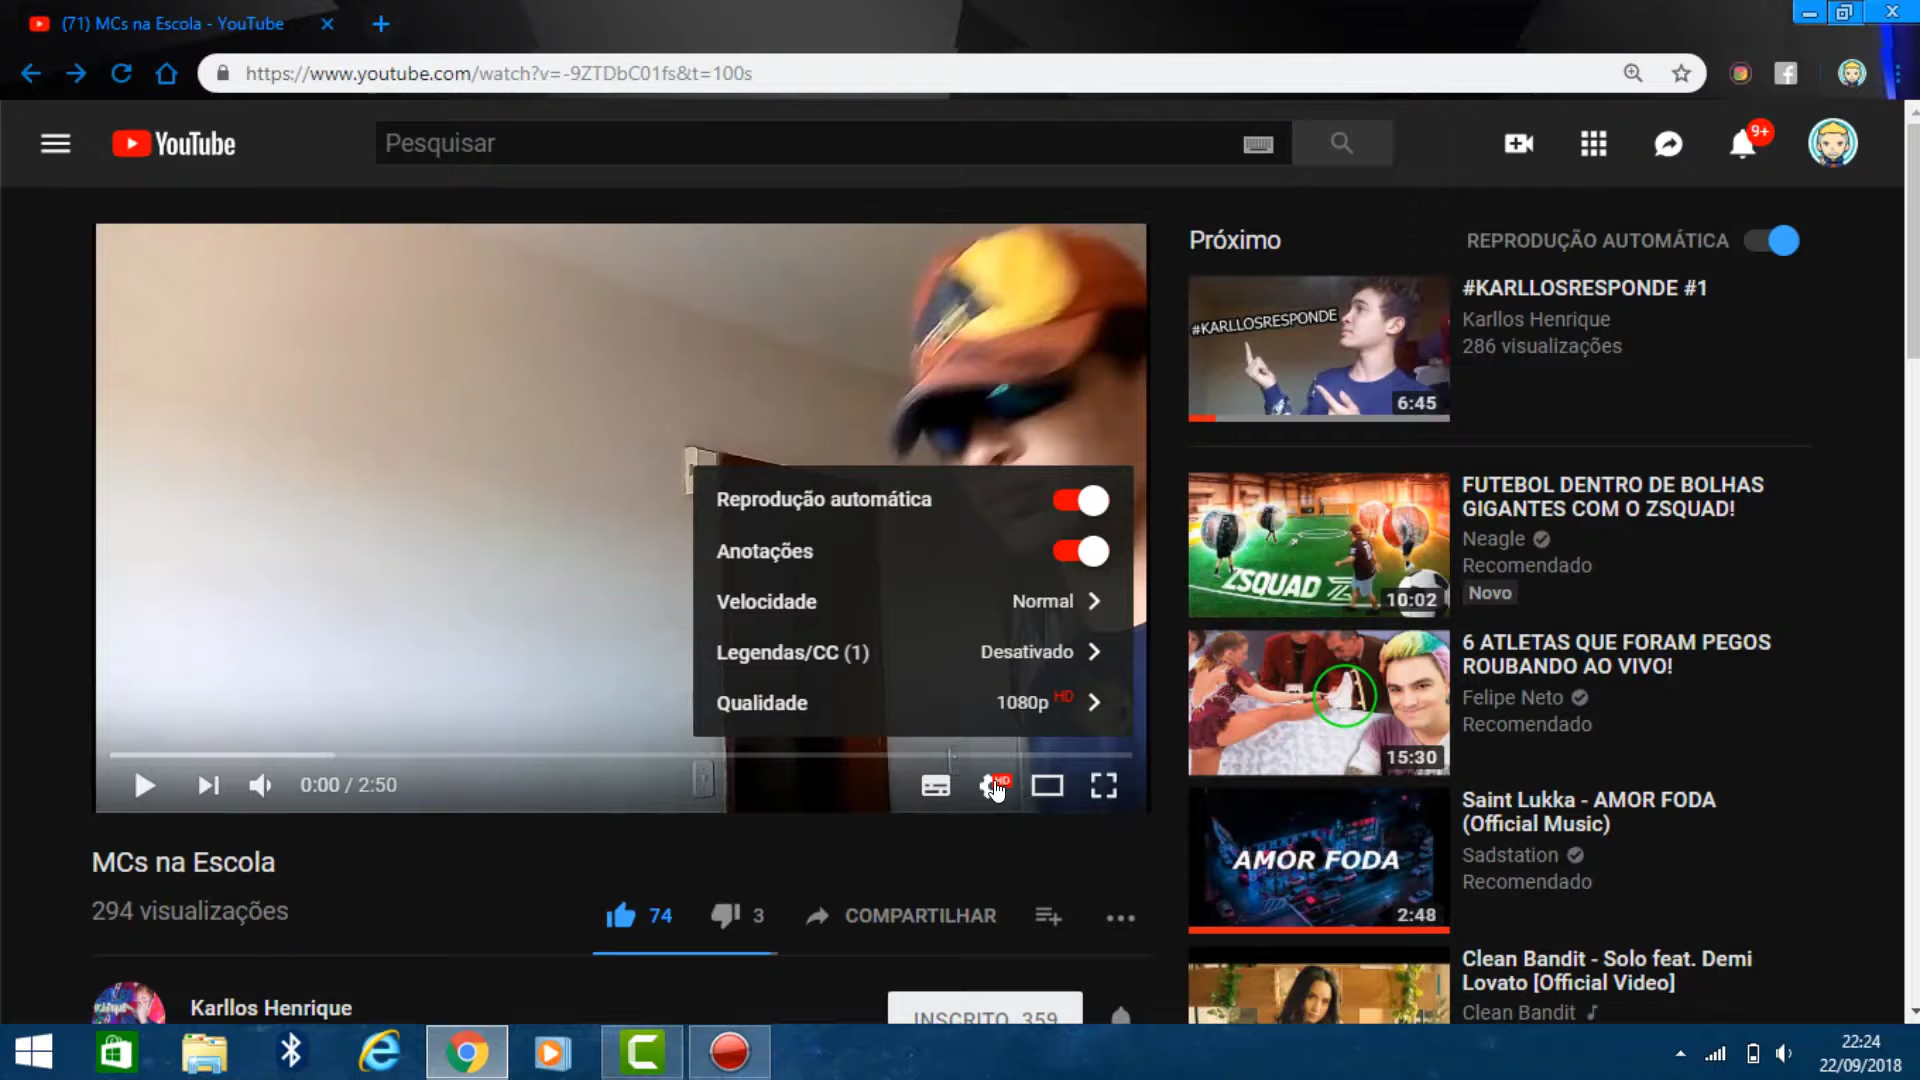 (71) MCs na Escola - YouTube
https://www.youtube.com/watch?v=-9ZTDbC01fs&t=100s
YouTube
Pesquisar
9+
Próximo
REPRODUÇÃO AUTOMÁTICA
#KARLLOSRESPONDE
6:45
#KARLLOSRESPONDE #1
Karllos Henrique
286 visualizações
Reprodução automática
Anotações
Velocidade
Normal
Legendas/CC (1)
Desativado
Qualidade
1080p HD
0:00 / 2:50
HD
ZSQUAD
10:02
FUTEBOL DENTRO DE BOLHAS
GIGANTES COM O ZSQUAD!
Neagle
Recomendado
Novo
15:30
6 ATLETAS QUE FORAM PEGOS
ROUBANDO AO VIVO!
Felipe Neto
Recomendado
AMOR FODA
2:48
Saint Lukka - AMOR FODA
(Official Music)
Sadstation
Recomendado
Clean Bandit - Solo feat. Demi
Lovato [Official Video]
Clean Bandit
MCs na Escola
294 visualizações
74
3
COMPARTILHAR
Karllos Henrique
INSCRITO 359
22:24
22/09/2018